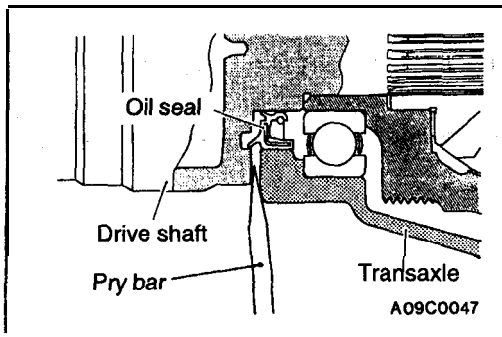 Oil seal
Drive shaft
Pry bar
Transaxle
A09C0047